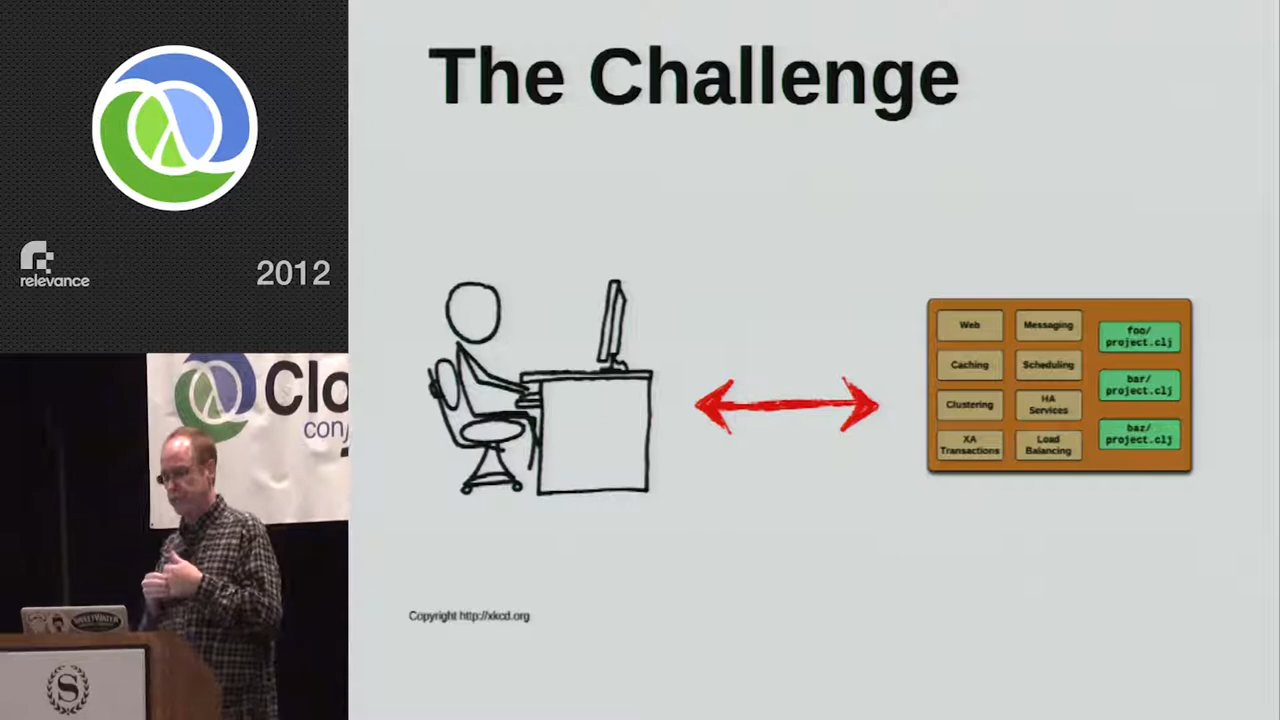 relevance
2012
Clo
conj
SWEETWATER
S
The Challenge
Web
Messaging
Caching
Scheduling
Clustering
HA
Services
XA
Transactions
Load
Balancing
foo/
project.clj
bar/
project.clj
baz/
project.clj
Copyright http://xkcd.org